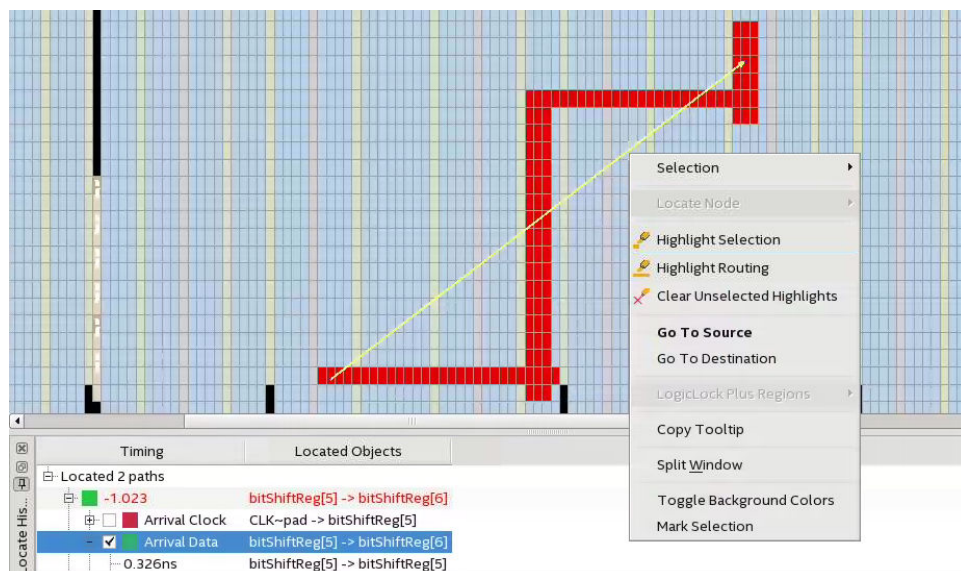 Selection
Locate Node
Highlight Selection
Highlight Routing
Clear Unselected Highlights
Go To Source
Go To Destination
LogicLock Plus Regions
Copy Tooltip
Split Window
Toggle Background Colors
Mark Selection
Timing Located Objects
Located 2 paths
-1.023 bitShiftReg[5] -> bitShiftReg[6]
Arrival Clock CLK~pad -> bitShiftReg[5]
Arrival Data bitShiftReg[5] -> bitShiftReg[6]
0.326ns bitShiftReg[5] -> bitShiftReg[5]
Locate His...